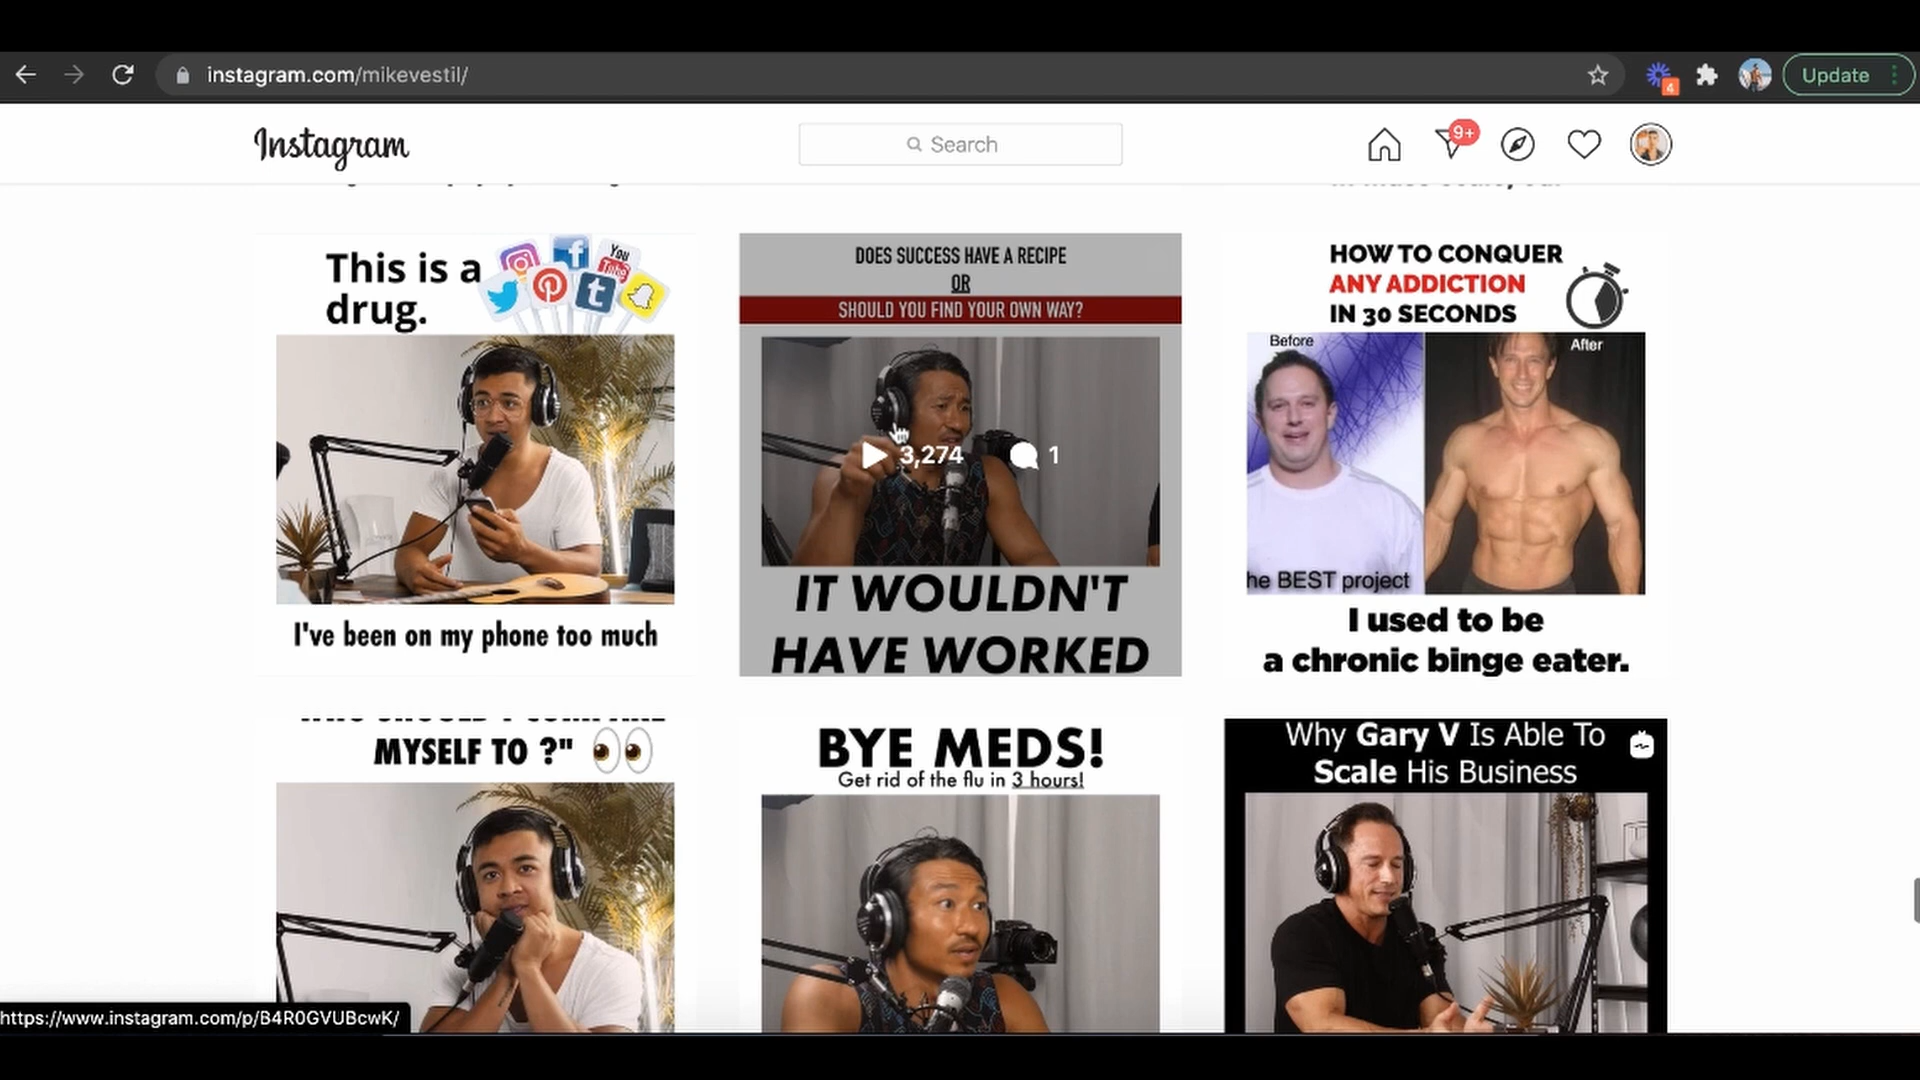 instagram.com/mikevestil/
4
Update
Instagram
Search
9+
This is a
drug.
You
Tube
DOES SUCCESS HAVE A RECIPE
OR
SHOULD YOU FIND YOUR OWN WAY?
3,274
1
IT WOULDN'T
HAVE WORKED
HOW TO CONQUER
ANY ADDICTION
IN 30 SECONDS
Before
After
he BEST project
I used to be
a chronic binge eater.
I've been on my phone too much
MYSELF TO ?"
BYE MEDS!
Get rid of the flu in 3 hours!
Why Gary V Is Able To
Scale His Business
https://www.instagram.com/p/B4R0GVUBcwK/